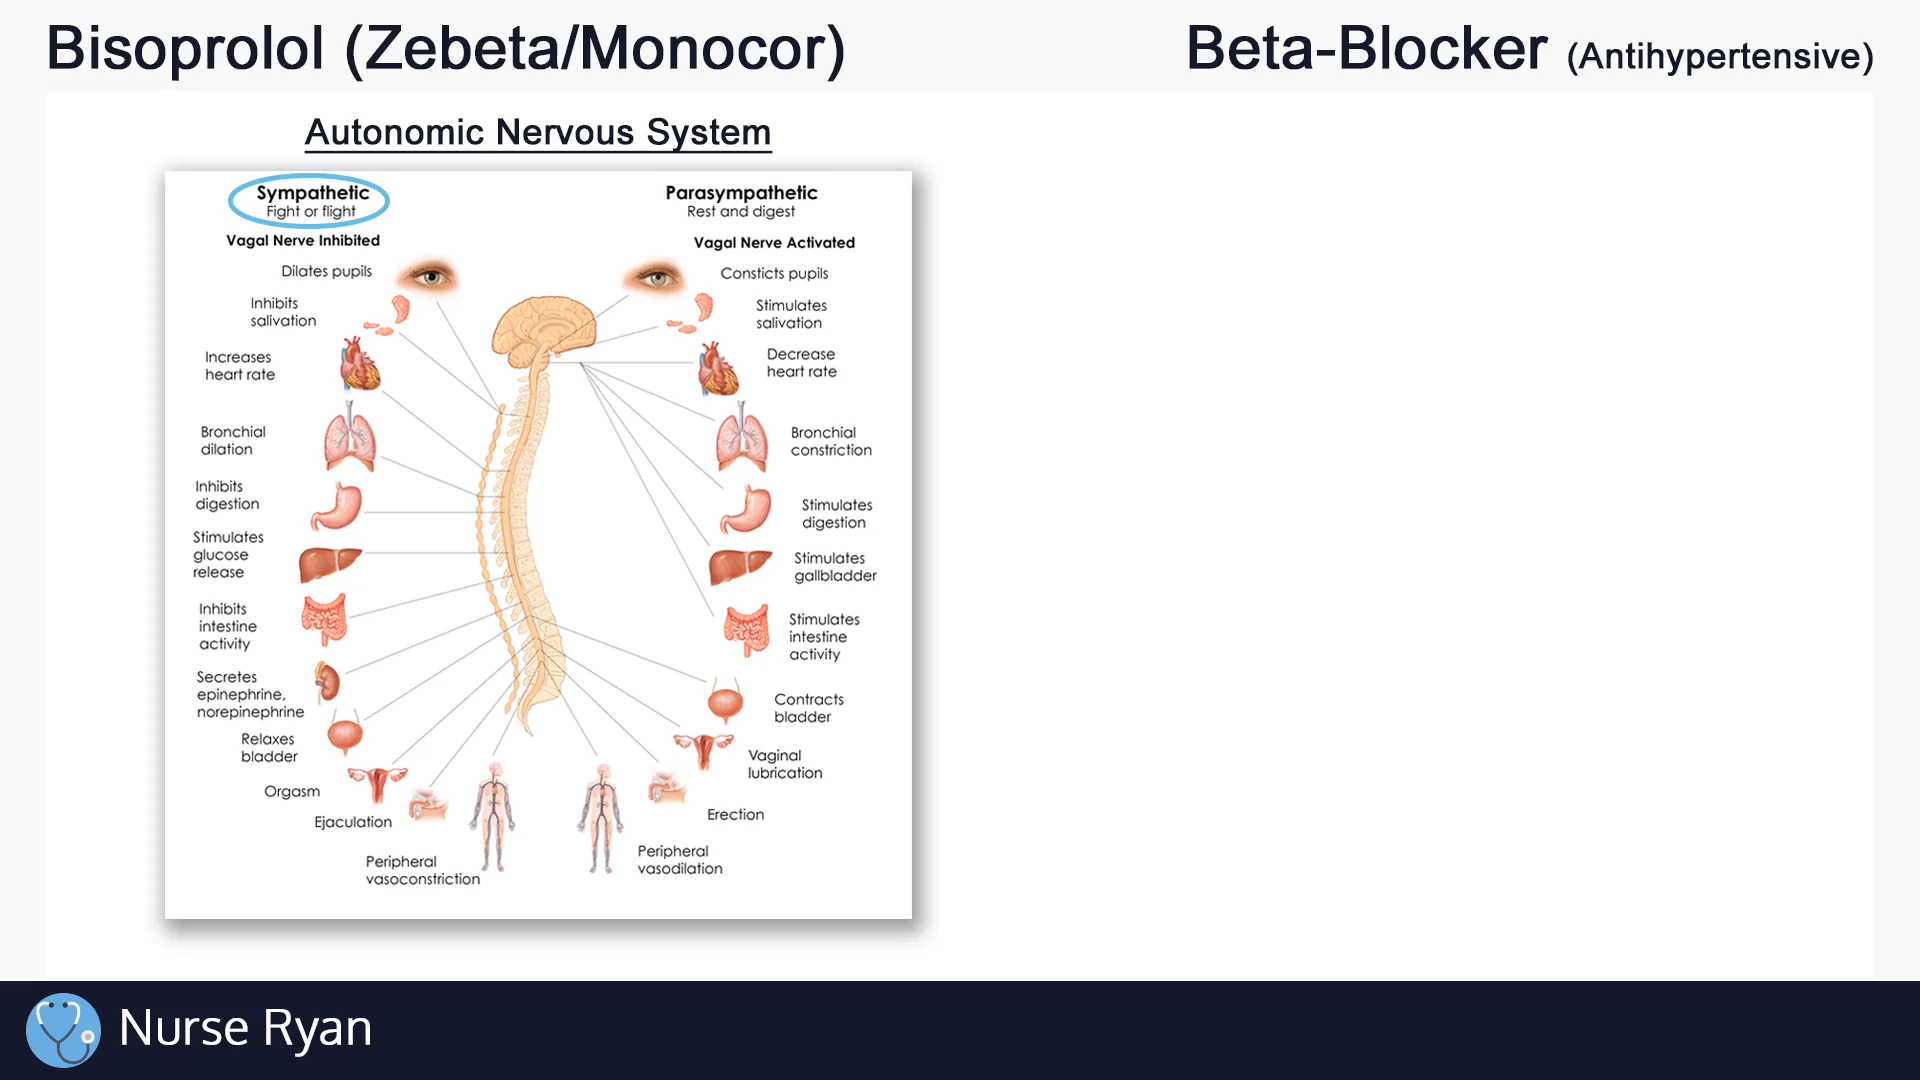 Bisoprolol (Zebeta/Monocor)
Beta-Blocker (Antihypertensive)
Autonomic Nervous System
Sympathetic
Fight or flight
Vagal Nerve Inhibited
Dilates pupils
Inhibits
salivation
Increases
heart rate
Bronchial
dilation
Inhibits
digestion
Stimulates
glucose
release
Inhibits
intestine
activity
Secretes
epinephrine,
norepinephrine
Relaxes
bladder
Orgasm
Ejaculation
Peripheral
vasoconstriction
Parasympathetic
Rest and digest
Vagal Nerve Activated
Consticts pupils
Stimulates
salivation
Decrease
heart rate
Bronchial
constriction
Stimulates
digestion
Stimulates
gallbladder
Stimulates
intestine
activity
Contracts
bladder
Vaginal
lubrication
Erection
Peripheral
vasodilation
Nurse Ryan